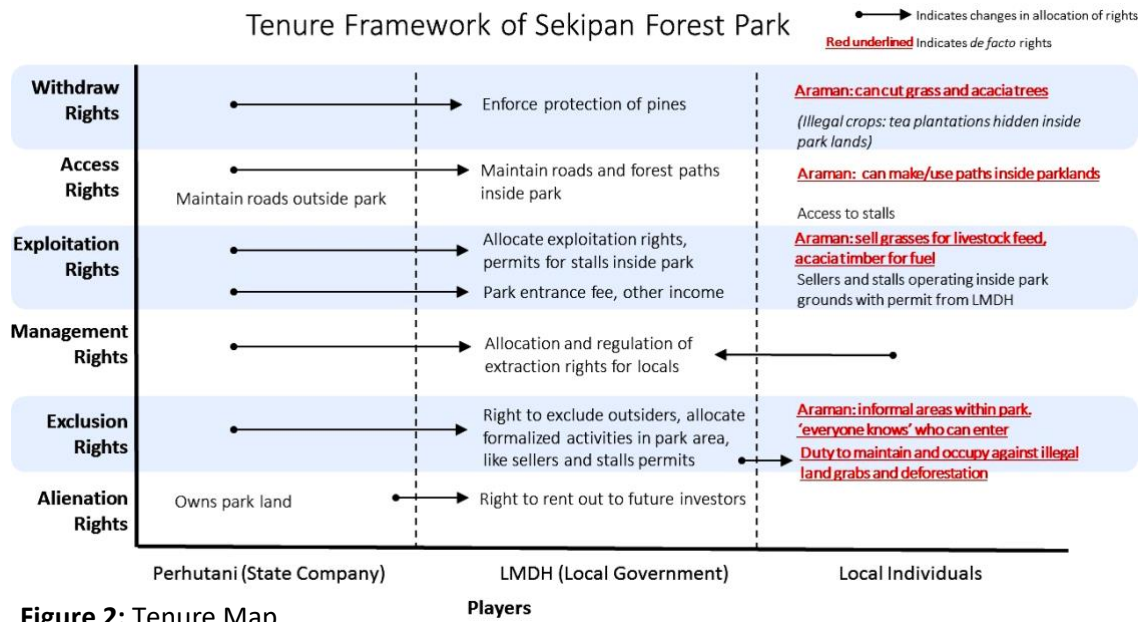 Tenure Framework of Sekipan Forest Park
Indicates changes in allocation of rights
Red underlined Indicates de facto rights
Withdraw
Rights
Enforce protection of pines
Araman: can cut grass and acacia trees
(Illegal crops: tea plantations hidden inside
park lands)
Access
Rights
Maintain roads outside park
Maintain roads and forest paths
inside park
Araman: can make/use paths inside parklands
Access to stalls
Exploitation
Rights
Allocate exploitation rights,
permits for stalls inside park
Park entrance fee, other income
Araman: sell grasses for livestock feed,
acacia timber for fuel
Sellers and stalls operating inside park
grounds with permit from LMDH
Management
Rights
Allocation and regulation of
extraction rights for locals
Exclusion
Rights
Right to exclude outsiders, allocate
formalized activities in park area,
like sellers and stalls permits
Araman: informal areas within park.
'everyone knows' who can enter
Duty to maintain and occupy against illegal
land grabs and deforestation
Alienation
Rights
Owns park land
Right to rent out to future investors
Perhutani (State Company)
LMDH (Local Government)
Local Individuals
Players
Figure 2: Tenure Map